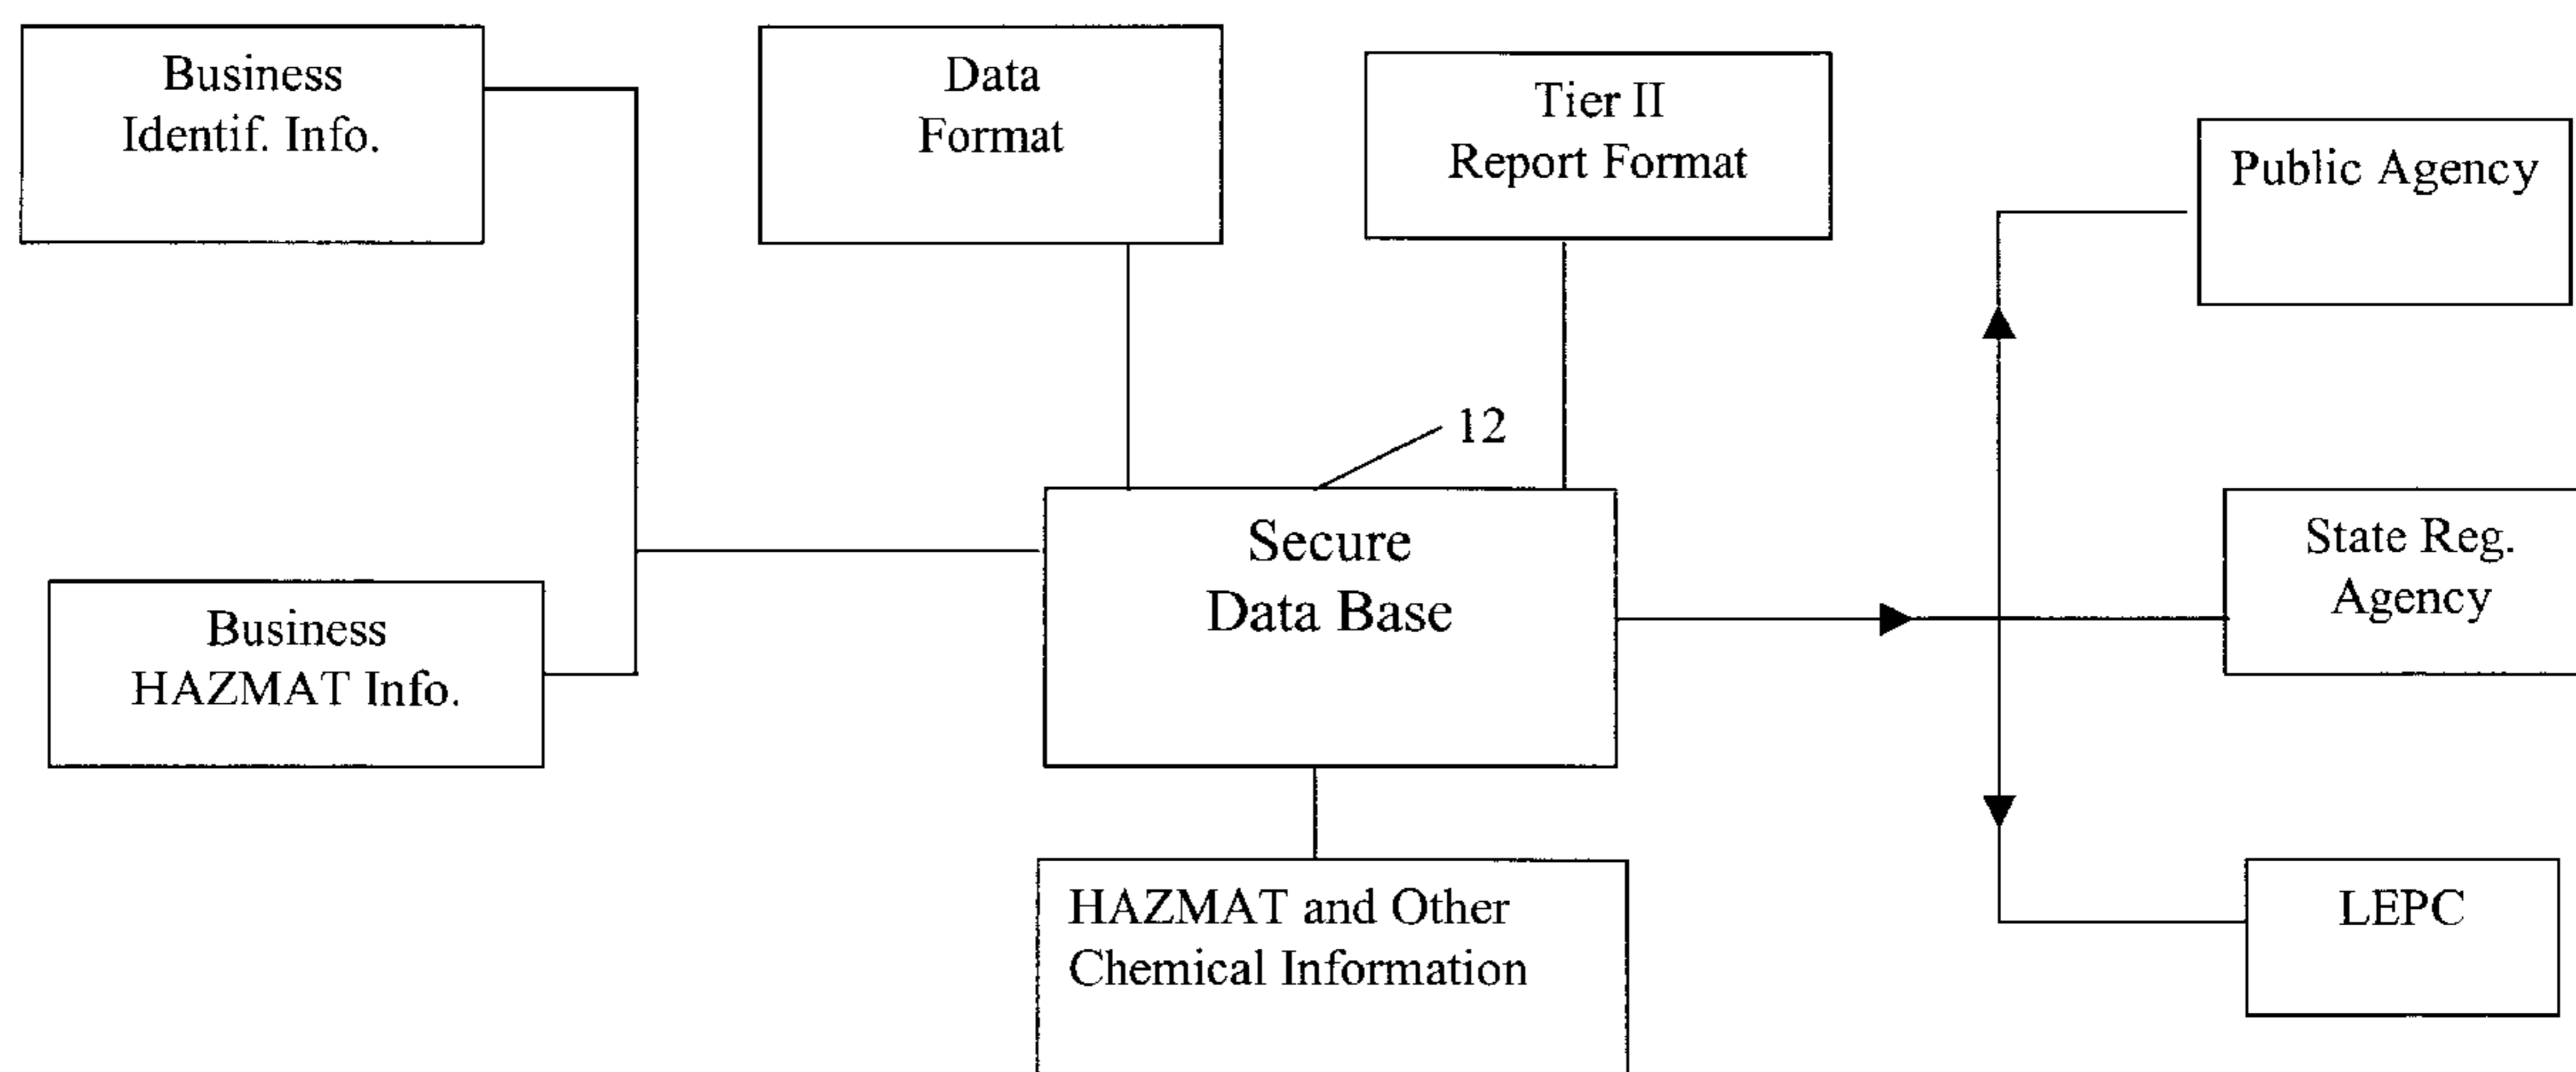 Business
Identif. Info.
Data
Format
Tier II
Report Format
Public Agency
12
Secure
Data Base
State Reg.
Agency
Business
HAZMAT Info.
HAZMAT and Other
Chemical Information
LEPC